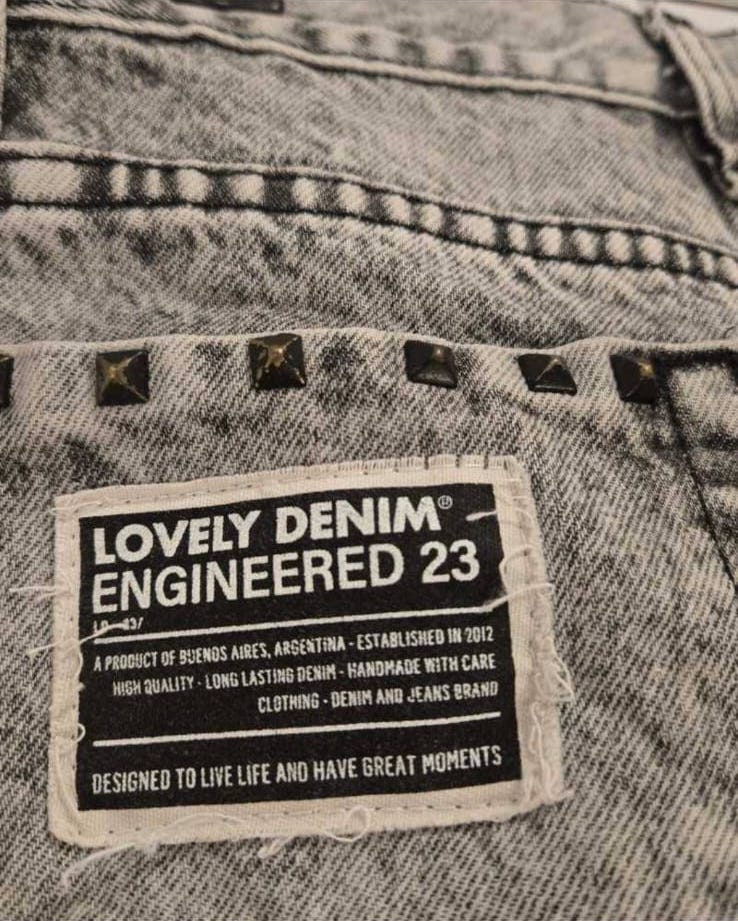 LOVELY DENIM®
ENGINEERED 23
A PRODUCT OF BUENOS AIRES, ARGENTINA - ESTABLISHED IN 2012
HIGH QUALITY - LONG LASTING DENIM - HANDMADE WITH CARE
CLOTHING - DENIM AND JEANS BRAND
DESIGNED TO LIVE LIFE AND HAVE GREAT MOMENTS